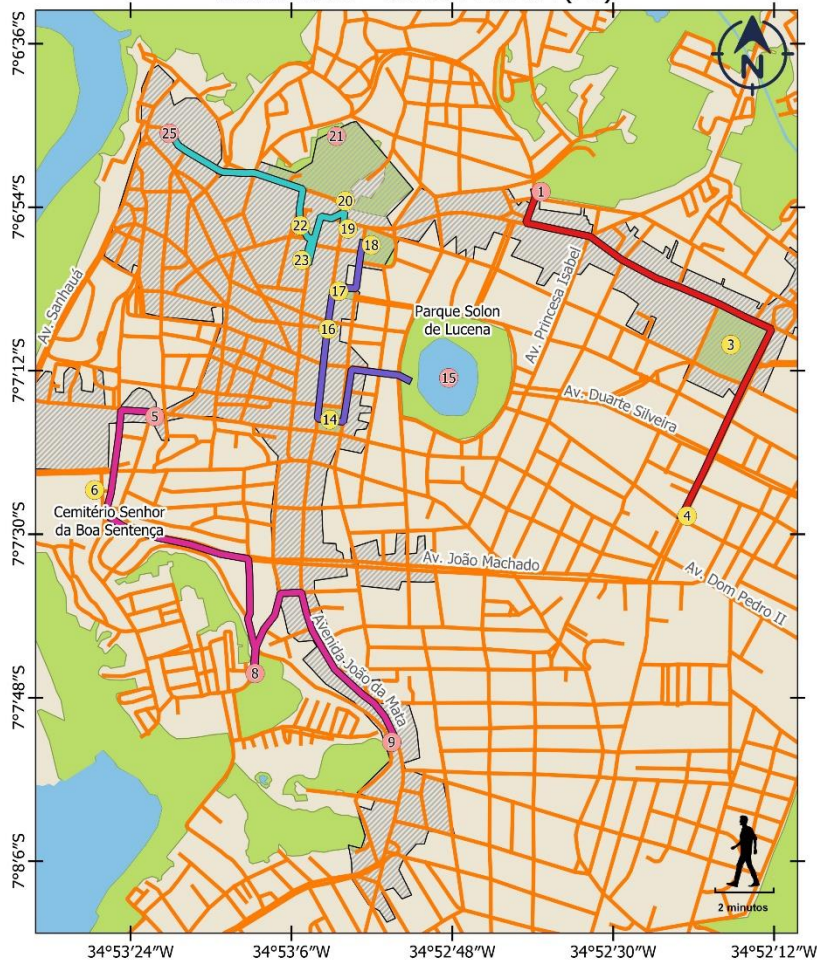 N
7°6'36"S
7°6'54"S
7°7'12"S
7°7'30"S
7°7'48"S
7°8'6"S
25
21
1
20
22
19
18
23
Av. Sanhauá
17
Av. Princesa Isabel
Parque Solon
de Lucena
16
3
15
Av. Duarte Silveira
5
14
6
Cemitério Senhor
da Boa Sentença
4
Av. João Machado
Av. Dom Pedro II
Avenida João da Mata
8
9
2 minutos
34°53'24"W
34°53'6"W
34°52'48"W
34°52'30"W
34°52'12"W